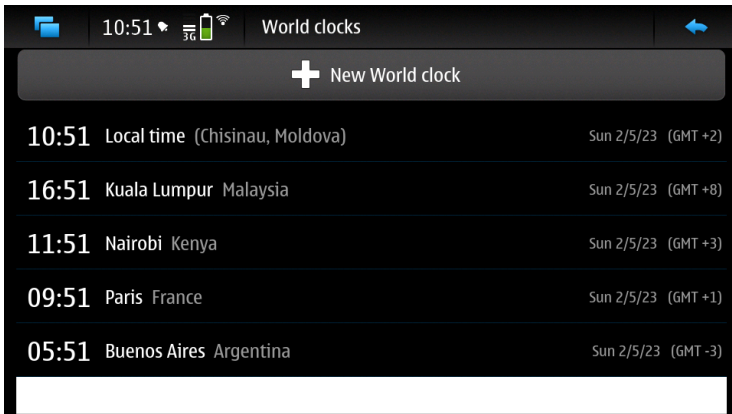 10:51 3G World clocks
New World clock
10:51 Local time (Chisinau, Moldova) Sun 2/5/23 (GMT +2)
16:51 Kuala Lumpur Malaysia Sun 2/5/23 (GMT +8)
11:51 Nairobi Kenya Sun 2/5/23 (GMT +3)
09:51 Paris France Sun 2/5/23 (GMT +1)
05:51 Buenos Aires Argentina Sun 2/5/23 (GMT -3)